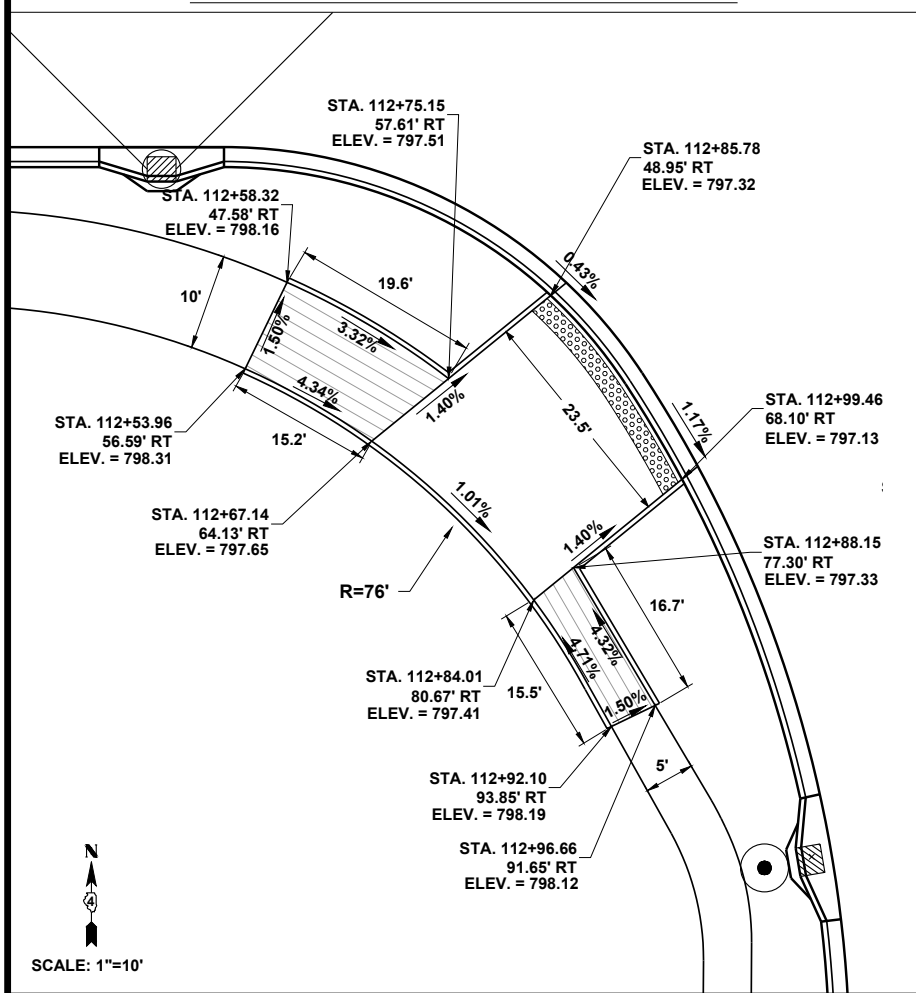 STA. 112+75.15
57.61' RT
ELEV. = 797.51
STA. 112+85.78
48.95' RT
ELEV. = 797.32
STA. 112+58.32
47.58' RT
ELEV. = 798.16
0.43%
19.6'
10'
1.50%
3.32%
4.34%
1.40%
23.5'
STA. 112+99.46
68.10' RT
ELEV. = 797.13
1.17%
STA. 112+53.96
56.59' RT
ELEV. = 798.31
15.2'
STA. 112+67.14
64.13' RT
ELEV. = 797.65
1.01%
1.40%
STA. 112+88.15
77.30' RT
ELEV. = 797.33
R=76'
16.7'
4.32%
4.71%
STA. 112+84.01
80.67' RT
ELEV. = 797.41
15.5'
1.50%
5'
STA. 112+92.10
93.85' RT
ELEV. = 798.19
STA. 112+96.66
91.65' RT
ELEV. = 798.12
N
4
SCALE: 1"=10'